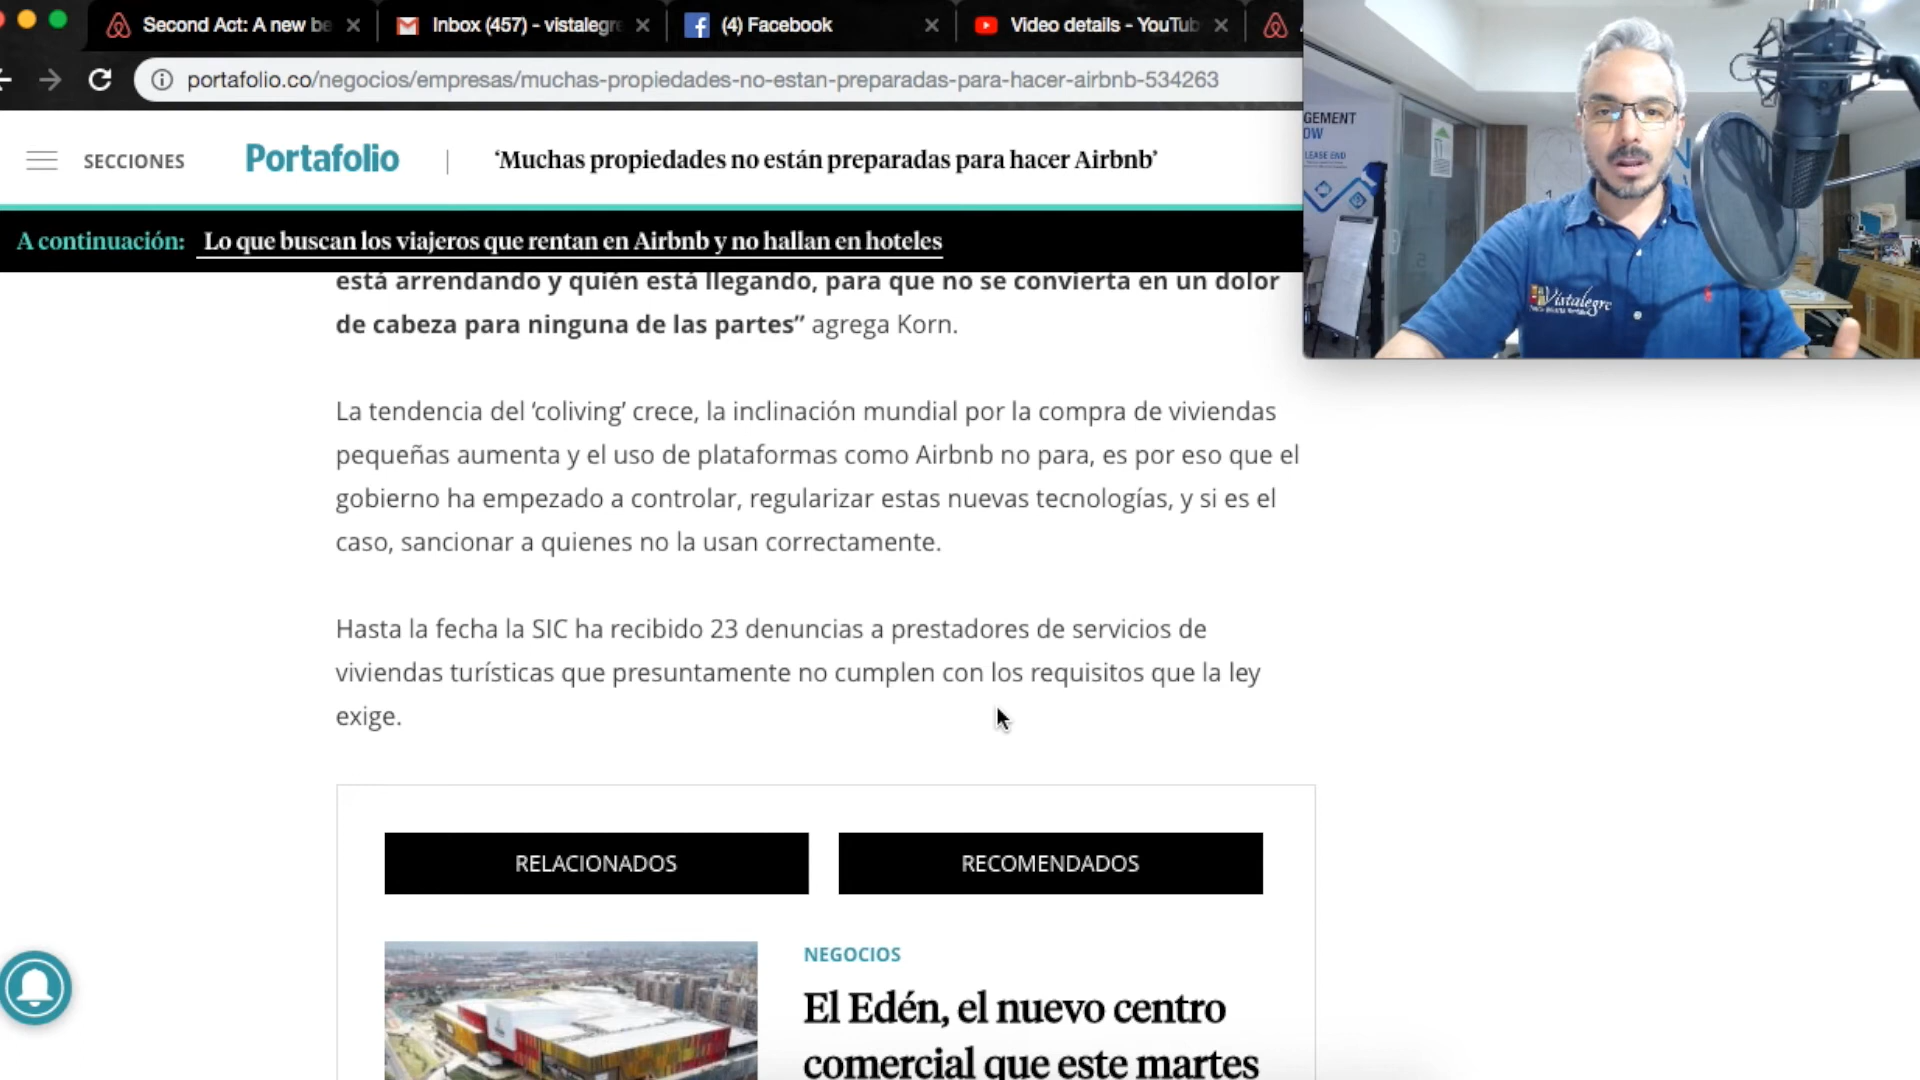 Second Act: A new be
Inbox (457) - vistalegre
(4) Facebook
Video details - YouTub
portafolio.co/negocios/empresas/muchas-propiedades-no-estan-preparadas-para-hacer-airbnb-534263
SECCIONES
Portafolio
‘Muchas propiedades no están preparadas para hacer Airbnb’
A continuación: Lo que buscan los viajeros que rentan en Airbnb y no hallan en hoteles
GEMENT
OW
LEASE END
Vistalegre
está arrendando y quién está llegando, para que no se convierta en un dolor
de cabeza para ninguna de las partes” agrega Korn.
La tendencia del ‘coliving’ crece, la inclinación mundial por la compra de viviendas
pequeñas aumenta y el uso de plataformas como Airbnb no para, es por eso que el
gobierno ha empezado a controlar, regularizar estas nuevas tecnologías, y si es el
caso, sancionar a quienes no la usan correctamente.
Hasta la fecha la SIC ha recibido 23 denuncias a prestadores de servicios de
viviendas turísticas que presuntamente no cumplen con los requisitos que la ley
exige.
RELACIONADOS
RECOMENDADOS
NEGOCIOS
El Edén, el nuevo centro
comercial que este martes